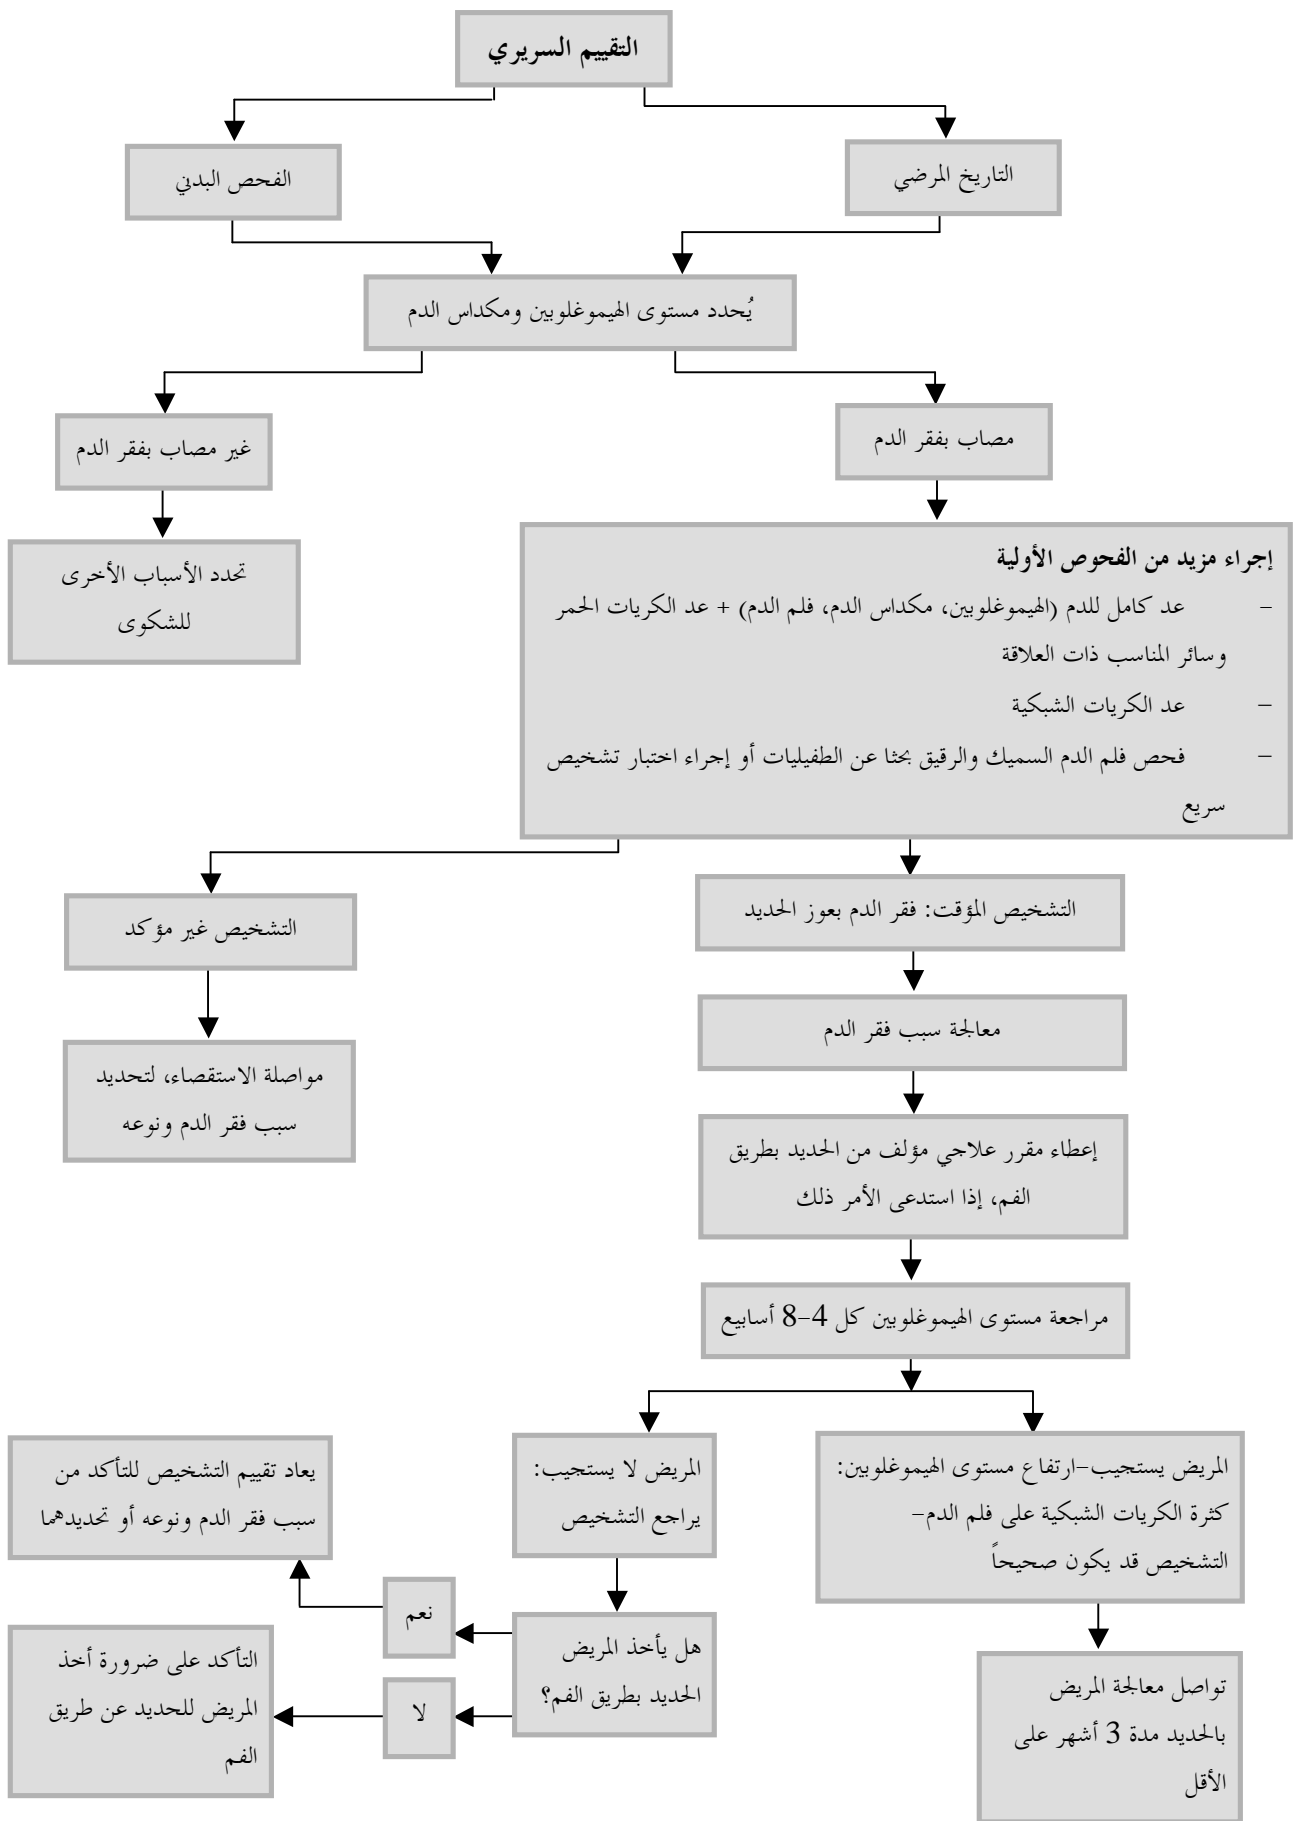 التقييم السريري
التاريخ المرضي
الفحص البدني
يُحدد مستوى الهيموغلوبين ومكداس الدم
مصاب بفقر الدم
غير مصاب بفقر الدم
تحدد الأسباب الأخرى
للشكوى
إجراء مزيد من الفحوص الأولية
– عد كامل للدم (الهيموغلوبين، مكداس الدم، فلم الدم) + عد الكريات الحمر
وسائر المناسب ذات العلاقة
– عد الكريات الشبكية
– فحص فلم الدم السميك والرقيق بحثا عن الطفيليات أو إجراء اختبار تشخيص
سريع
التشخيص المؤقت: فقر الدم بعوز الحديد
التشخيص غير مؤكد
معالجة سبب فقر الدم
مواصلة الاستقصاء، لتحديد
سبب فقر الدم ونوعه
إعطاء مقرر علاجي مؤلف من الحديد بطريق
الفم، إذا استدعى الأمر ذلك
مراجعة مستوى الهيموغلوبين كل 4–8 أسابيع
المريض يستجيب–ارتفاع مستوى الهيموغلوبين:
كثرة الكريات الشبكية على فلم الدم–
التشخيص قد يكون صحيحاً
المريض لا يستجيب:
يراجع التشخيص
يعاد تقييم التشخيص للتأكد من
سبب فقر الدم ونوعه أو تحديدهما
نعم
هل يأخذ المريض
الحديد بطريق الفم؟
لا
التأكد على ضرورة أخذ
المريض للحديد عن طريق
الفم
تواصل معالجة المريض
بالحديد مدة 3 أشهر على
الأقل